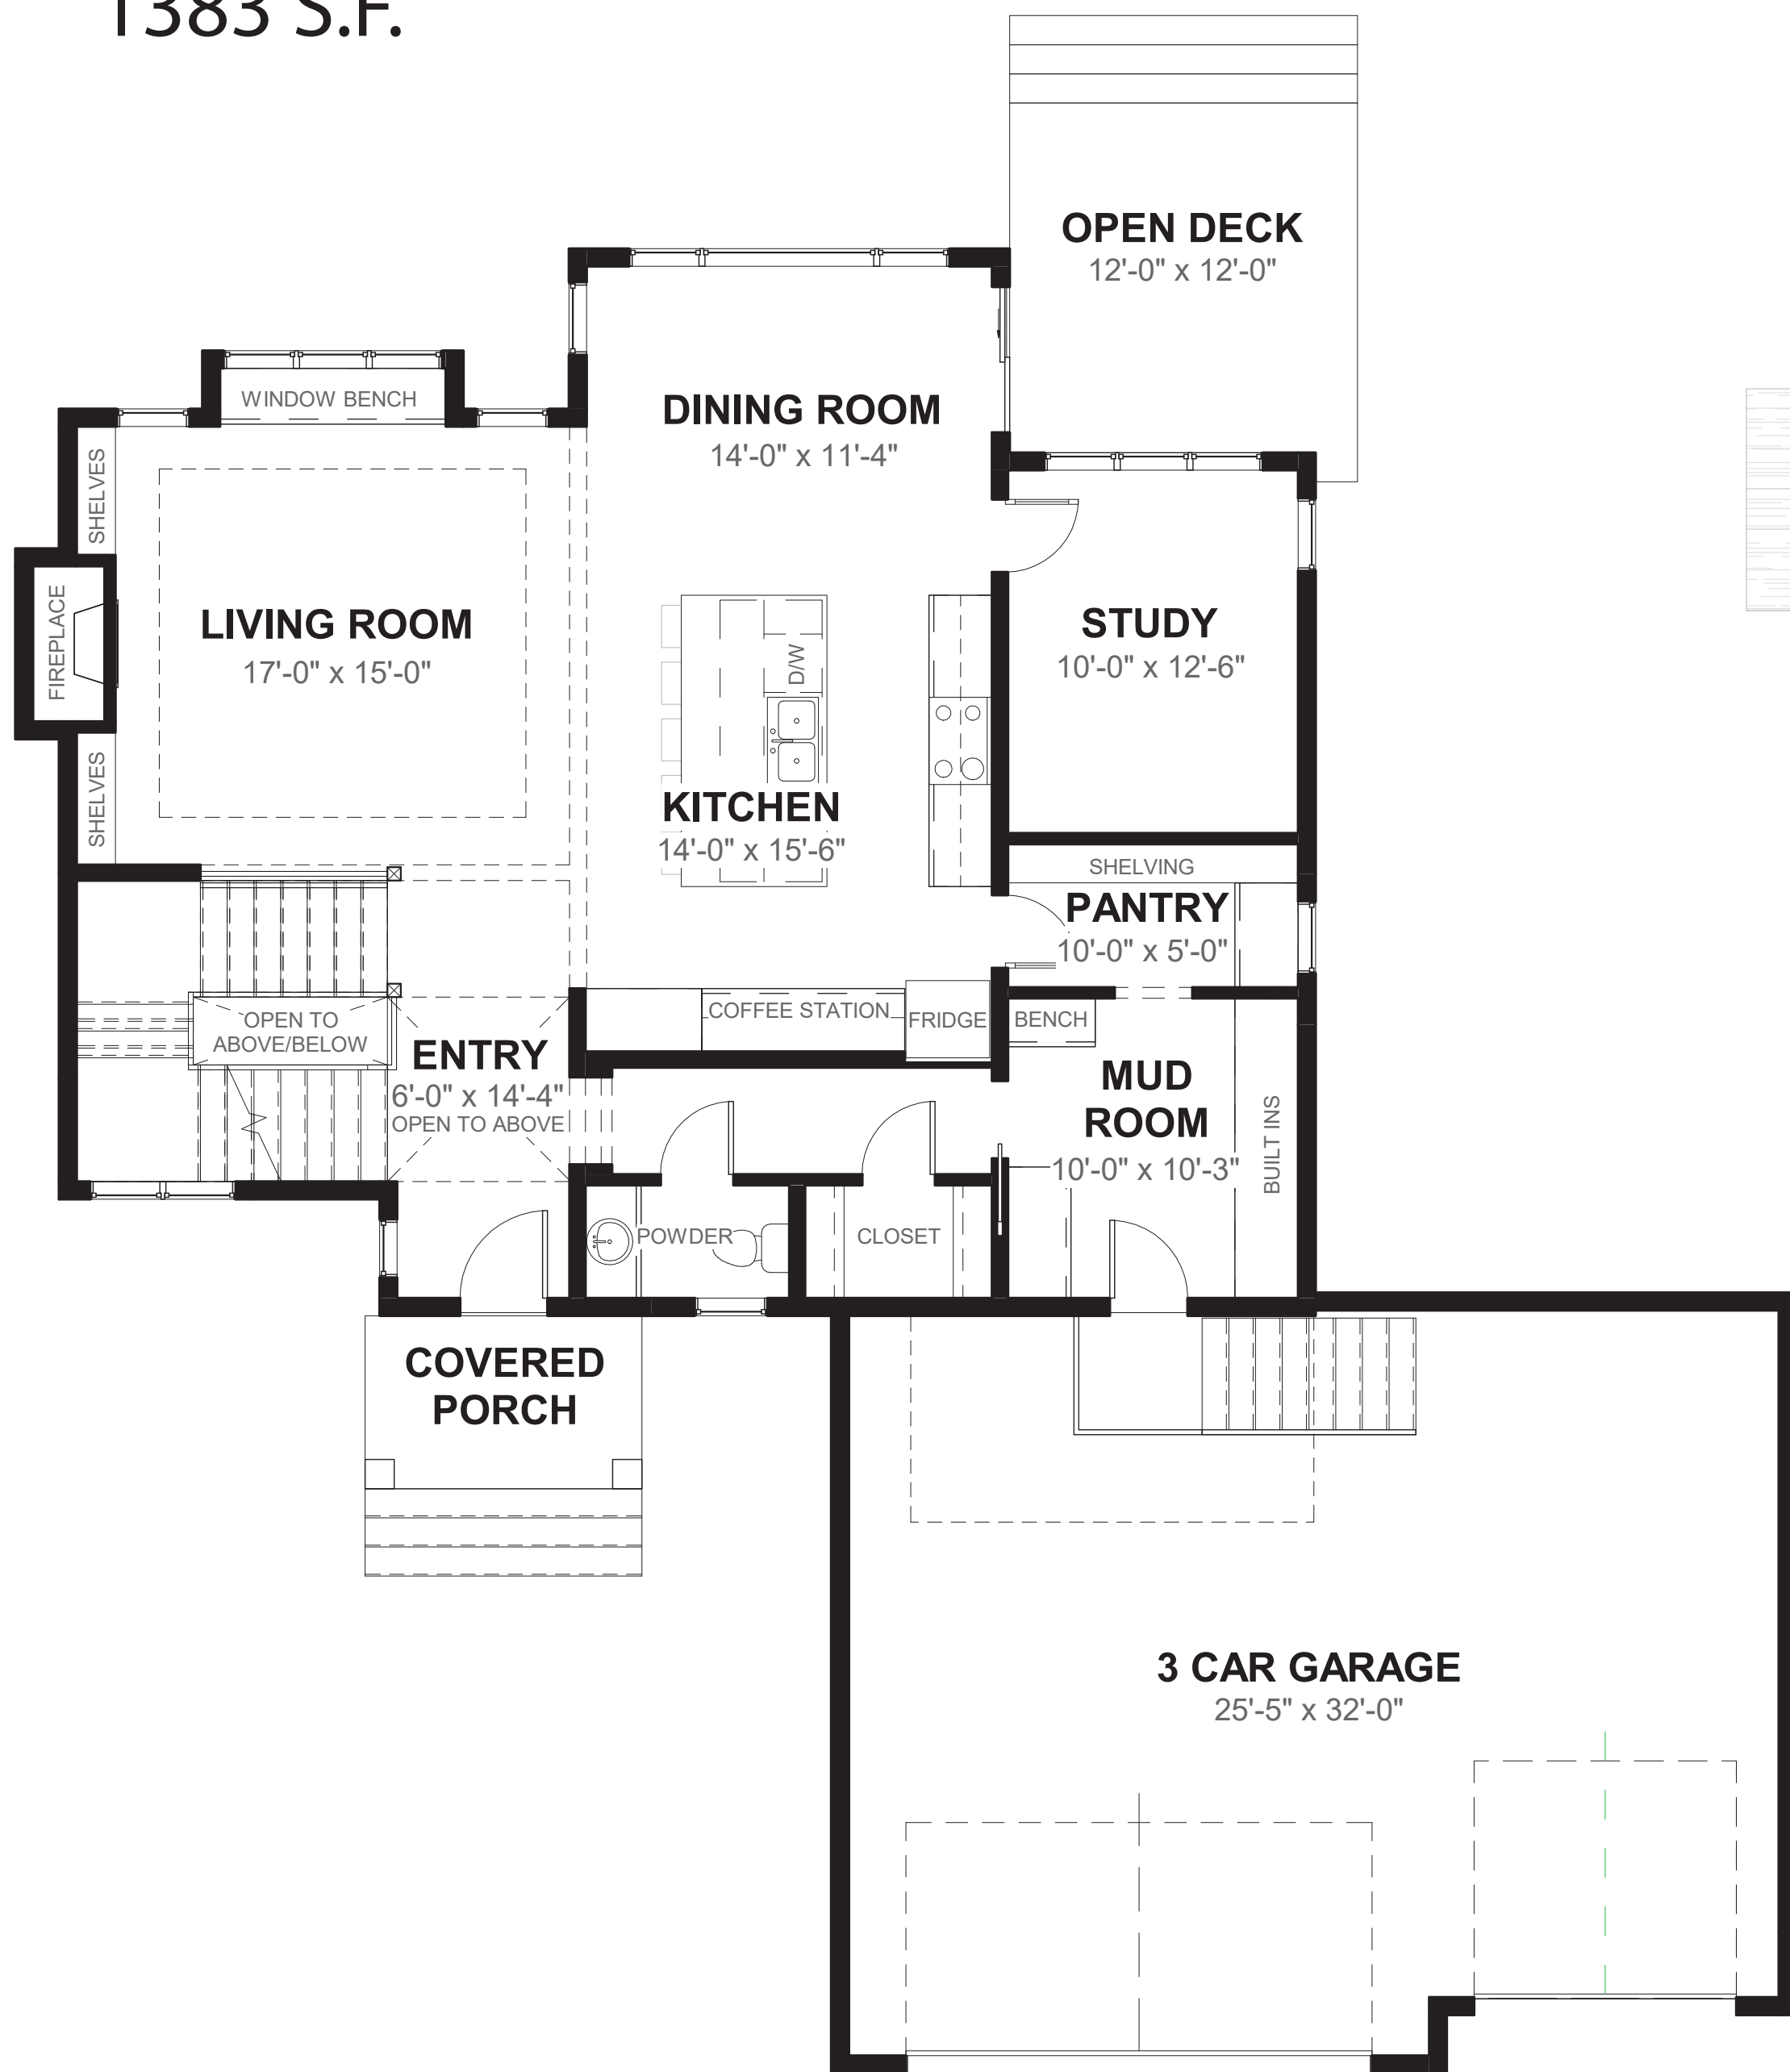 1383 S.F.
OPEN DECK
12'-0" x 12'-0"
WINDOW BENCH
DINING ROOM
14'-0" x 11'-4"
SHELVES
FIREPLACE
LIVING ROOM
17'-0" x 15'-0"
D/W
STUDY
10'-0" x 12'-6"
SHELVES
KITCHEN
14'-0" x 15'-6"
SHELVING
PANTRY
10'-0" x 5'-0"
COFFEE STATION
FRIDGE
BENCH
OPEN TO
ABOVE/BELOW
ENTRY
6'-0" x 14'-4"
OPEN TO ABOVE
MUD
ROOM
10'-0" x 10'-3"
BUILT INS
POWDER
CLOSET
COVERED
PORCH
3 CAR GARAGE
25'-5" x 32'-0"